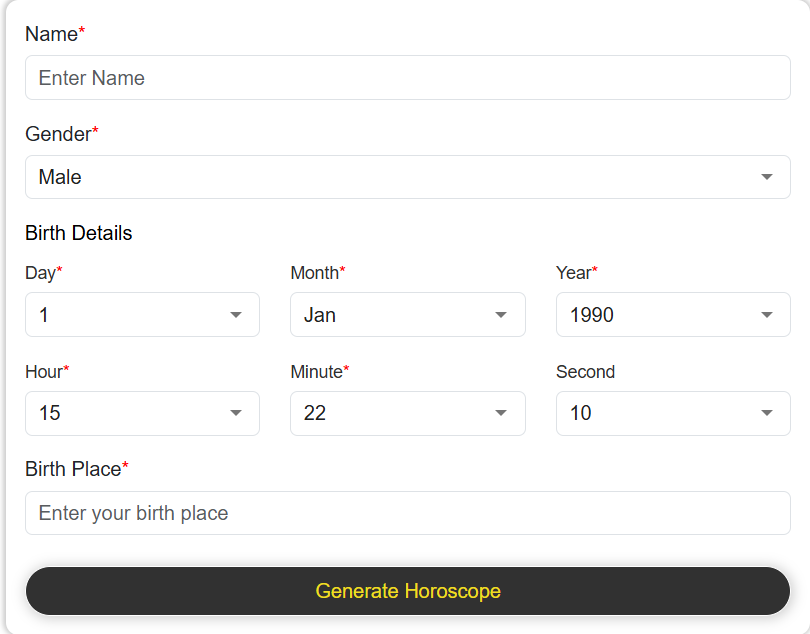 Name*
Enter Name
Gender*
Male
Birth Details
Day* Month* Year*
1 Jan 1990
Hour* Minute* Second
15 22 10
Birth Place*
Enter your birth place
Generate Horoscope